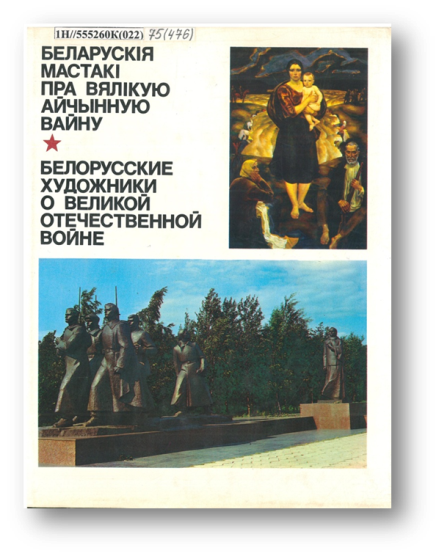 1Н//555260К(022) 75(476)
БЕЛАРУСКІЯ
МАСТАКІ
ПРА ВЯЛІКУЮ
АЙЧЫННУЮ
ВАЙНУ
БЕЛОРУССКИЕ
ХУДОЖНИКИ
О ВЕЛИКОЙ
ОТЕЧЕСТВЕННОЙ
ВОЙНЕ